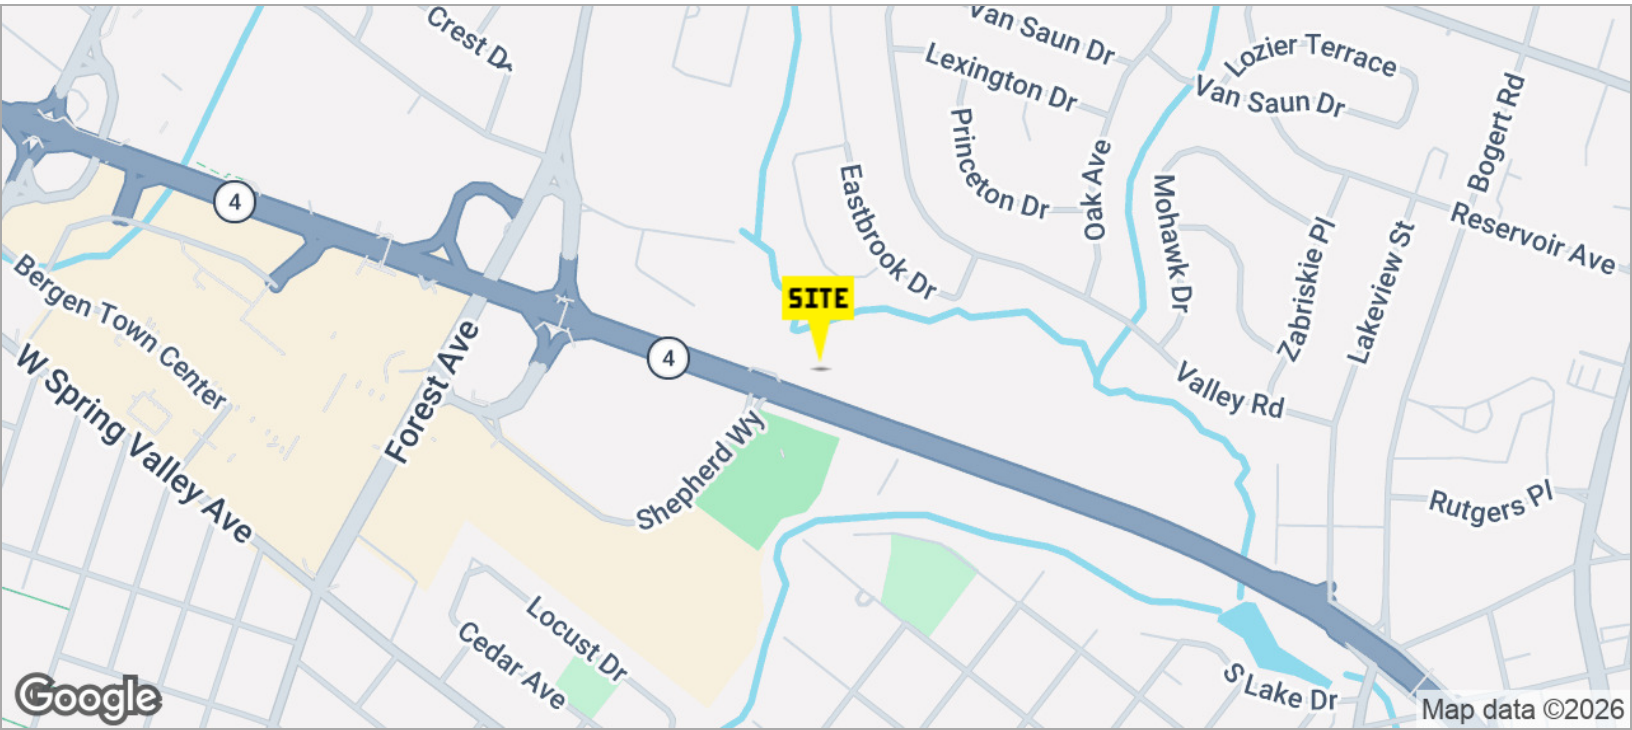 Crest Dr
Van Saun Dr
Lexington Dr
Lozier Terrace
Van Saun Dr
Bogert Rd
Princeton Dr
Oak Ave
Eastbrook Dr
Mohawk Dr
4
Zabriskie Pl
Lakeview St
Reservoir Ave
Bergen Town Center
SITE
4
W Spring Valley Ave
Forest Ave
Valley Rd
Shepherd Wy
Rutgers Pl
Locust Dr
Cedar Ave
S Lake Dr
Google
Map data ©2026